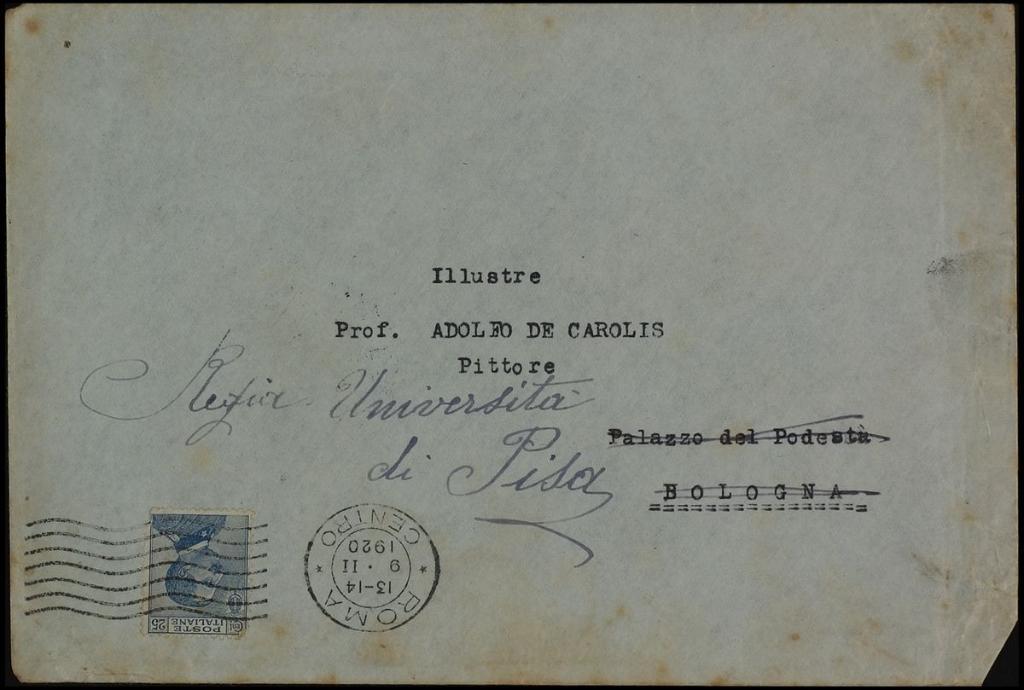 Illustre
Prof. ADOLFO DE CAROLIS
Pittore
Regia Università
di Pisa
Palazzo del Podestà
BOLOGNA
ROMA
CENTRO
13-14
9·II
1920
POSTE
ITALIANE
25